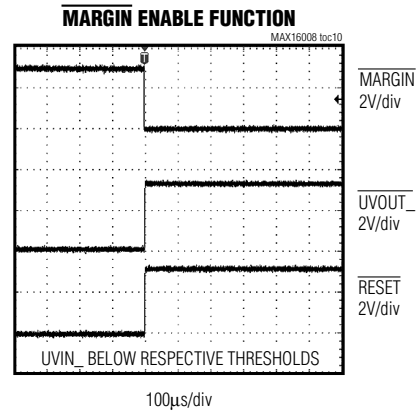 MARGIN ENABLE FUNCTION
MAX16008 toc10
T
MARGIN
2V/div
UVOUT_
2V/div
RESET
2V/div
UVIN_ BELOW RESPECTIVE THRESHOLDS
100μs/div